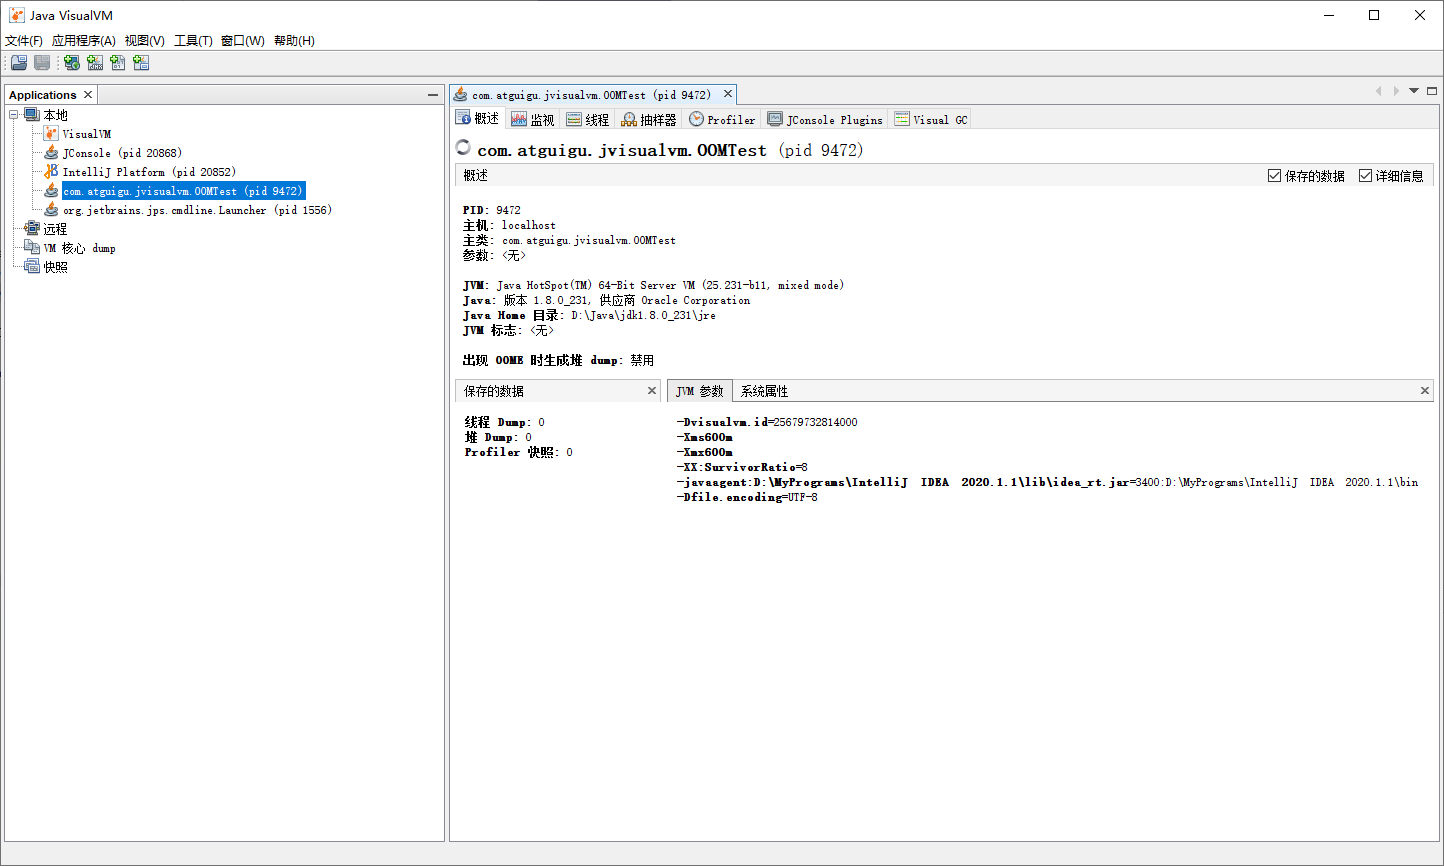 Java VisualVM
文件(F) 应用程序(A) 视图(V) 工具(T) 窗口(W) 帮助(H)
Applications
本地
VisualVM
JConsole (pid 20868)
IntelliJ Platform (pid 20852)
com.atguigu.jvisualvm.OOMTest (pid 9472)
org.jetbrains.jps.cmdline.Launcher (pid 1556)
远程
VM 核心 dump
快照
com.atguigu.jvisualvm.OOMTest (pid 9472)
概述 监视 线程 抽样器 Profiler JConsole Plugins Visual GC
com.atguigu.jvisualvm.OOMTest (pid 9472)
概述 保存的数据 详细信息
PID: 9472
主机: localhost
主类: com.atguigu.jvisualvm.OOMTest
参数: <无>
JVM: Java HotSpot(TM) 64-Bit Server VM (25.231-b11, mixed mode)
Java: 版本 1.8.0_231, 供应商 Oracle Corporation
Java Home 目录: D:\Java\jdk1.8.0_231\jre
JVM 标志: <无>
出现 OOME 时生成堆 dump: 禁用
保存的数据
线程 Dump: 0
堆 Dump: 0
Profiler 快照: 0
JVM 参数 系统属性
-Dvisualvm.id=25679732814000
-Xms600m
-Xmx600m
-XX:SurvivorRatio=8
-javaagent:D:\MyPrograms\IntelliJ IDEA 2020.1.1\lib\idea_rt.jar=3400:D:\MyPrograms\IntelliJ IDEA 2020.1.1\bin
-Dfile.encoding=UTF-8